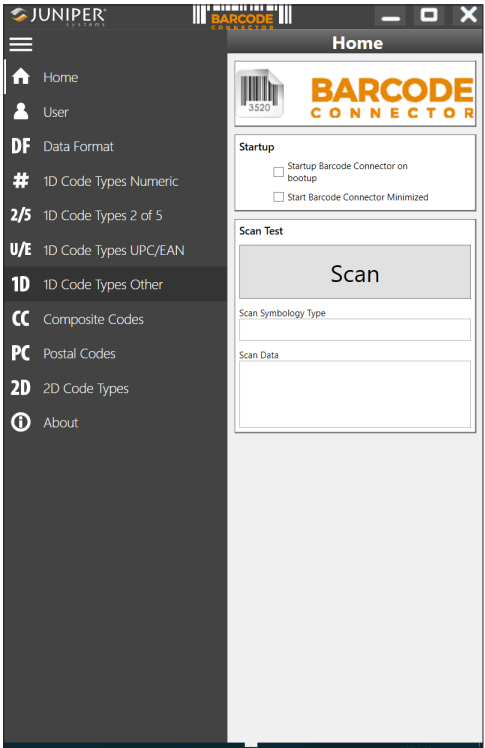 JUNIPER
systems
BARCODE
CONNECTOR
Home
Home
User
DF Data Format
# 1D Code Types Numeric
2/5 1D Code Types 2 of 5
U/E 1D Code Types UPC/EAN
1D 1D Code Types Other
CC Composite Codes
PC Postal Codes
2D 2D Code Types
About
3520
BARCODE
CONNECTOR
Startup
Startup Barcode Connector on
bootup
Start Barcode Connector Minimized
Scan Test
Scan
Scan Symbology Type
Scan Data